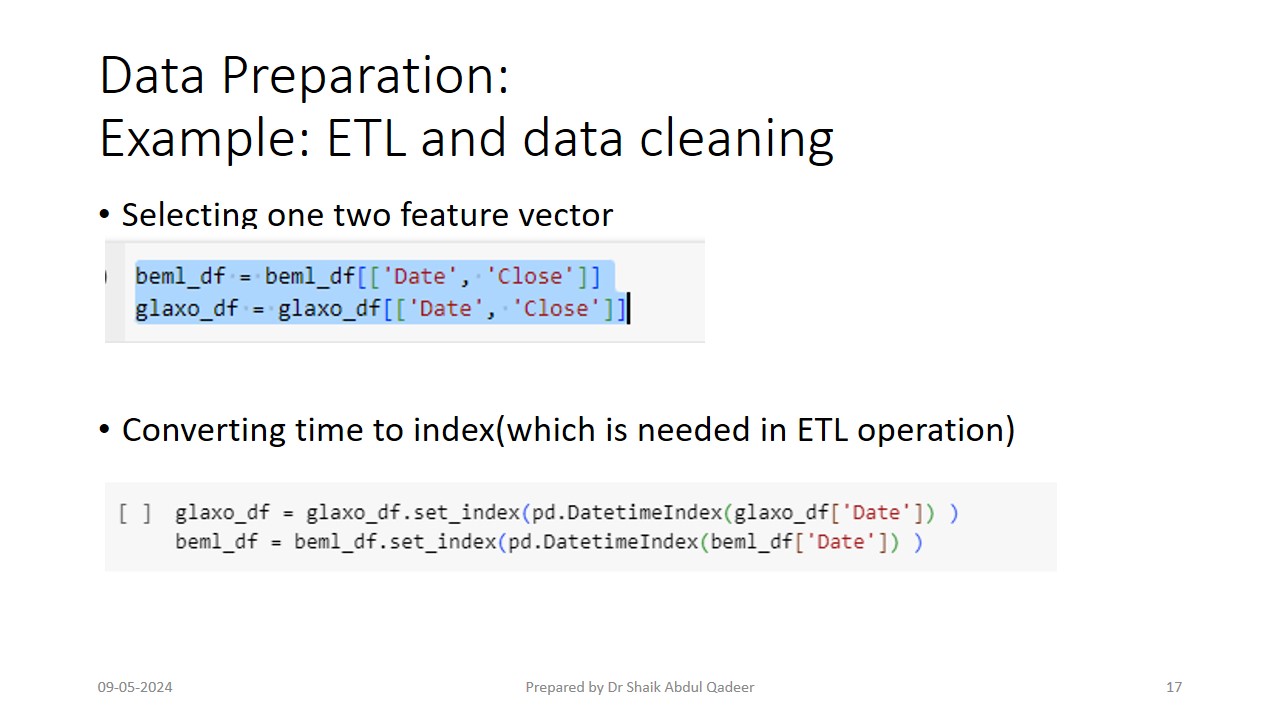 Data Preparation:
Example: ETL and data cleaning
• Selecting one two feature vector
beml_df = beml_df[['Date', 'Close']]
glaxo_df = glaxo_df[['Date', 'Close']]
• Converting time to index(which is needed in ETL operation)
[ ] glaxo_df = glaxo_df.set_index(pd.DatetimeIndex(glaxo_df['Date']) )
beml_df = beml_df.set_index(pd.DatetimeIndex(beml_df['Date']) )
09-05-2024 Prepared by Dr Shaik Abdul Qadeer 17